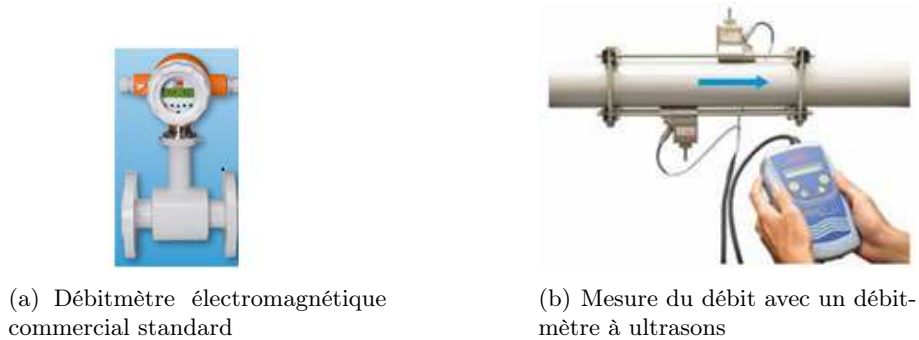 (a) Débitmètre électromagnétique
commercial standard
(b) Mesure du débit avec un débit-
mètre à ultrasons